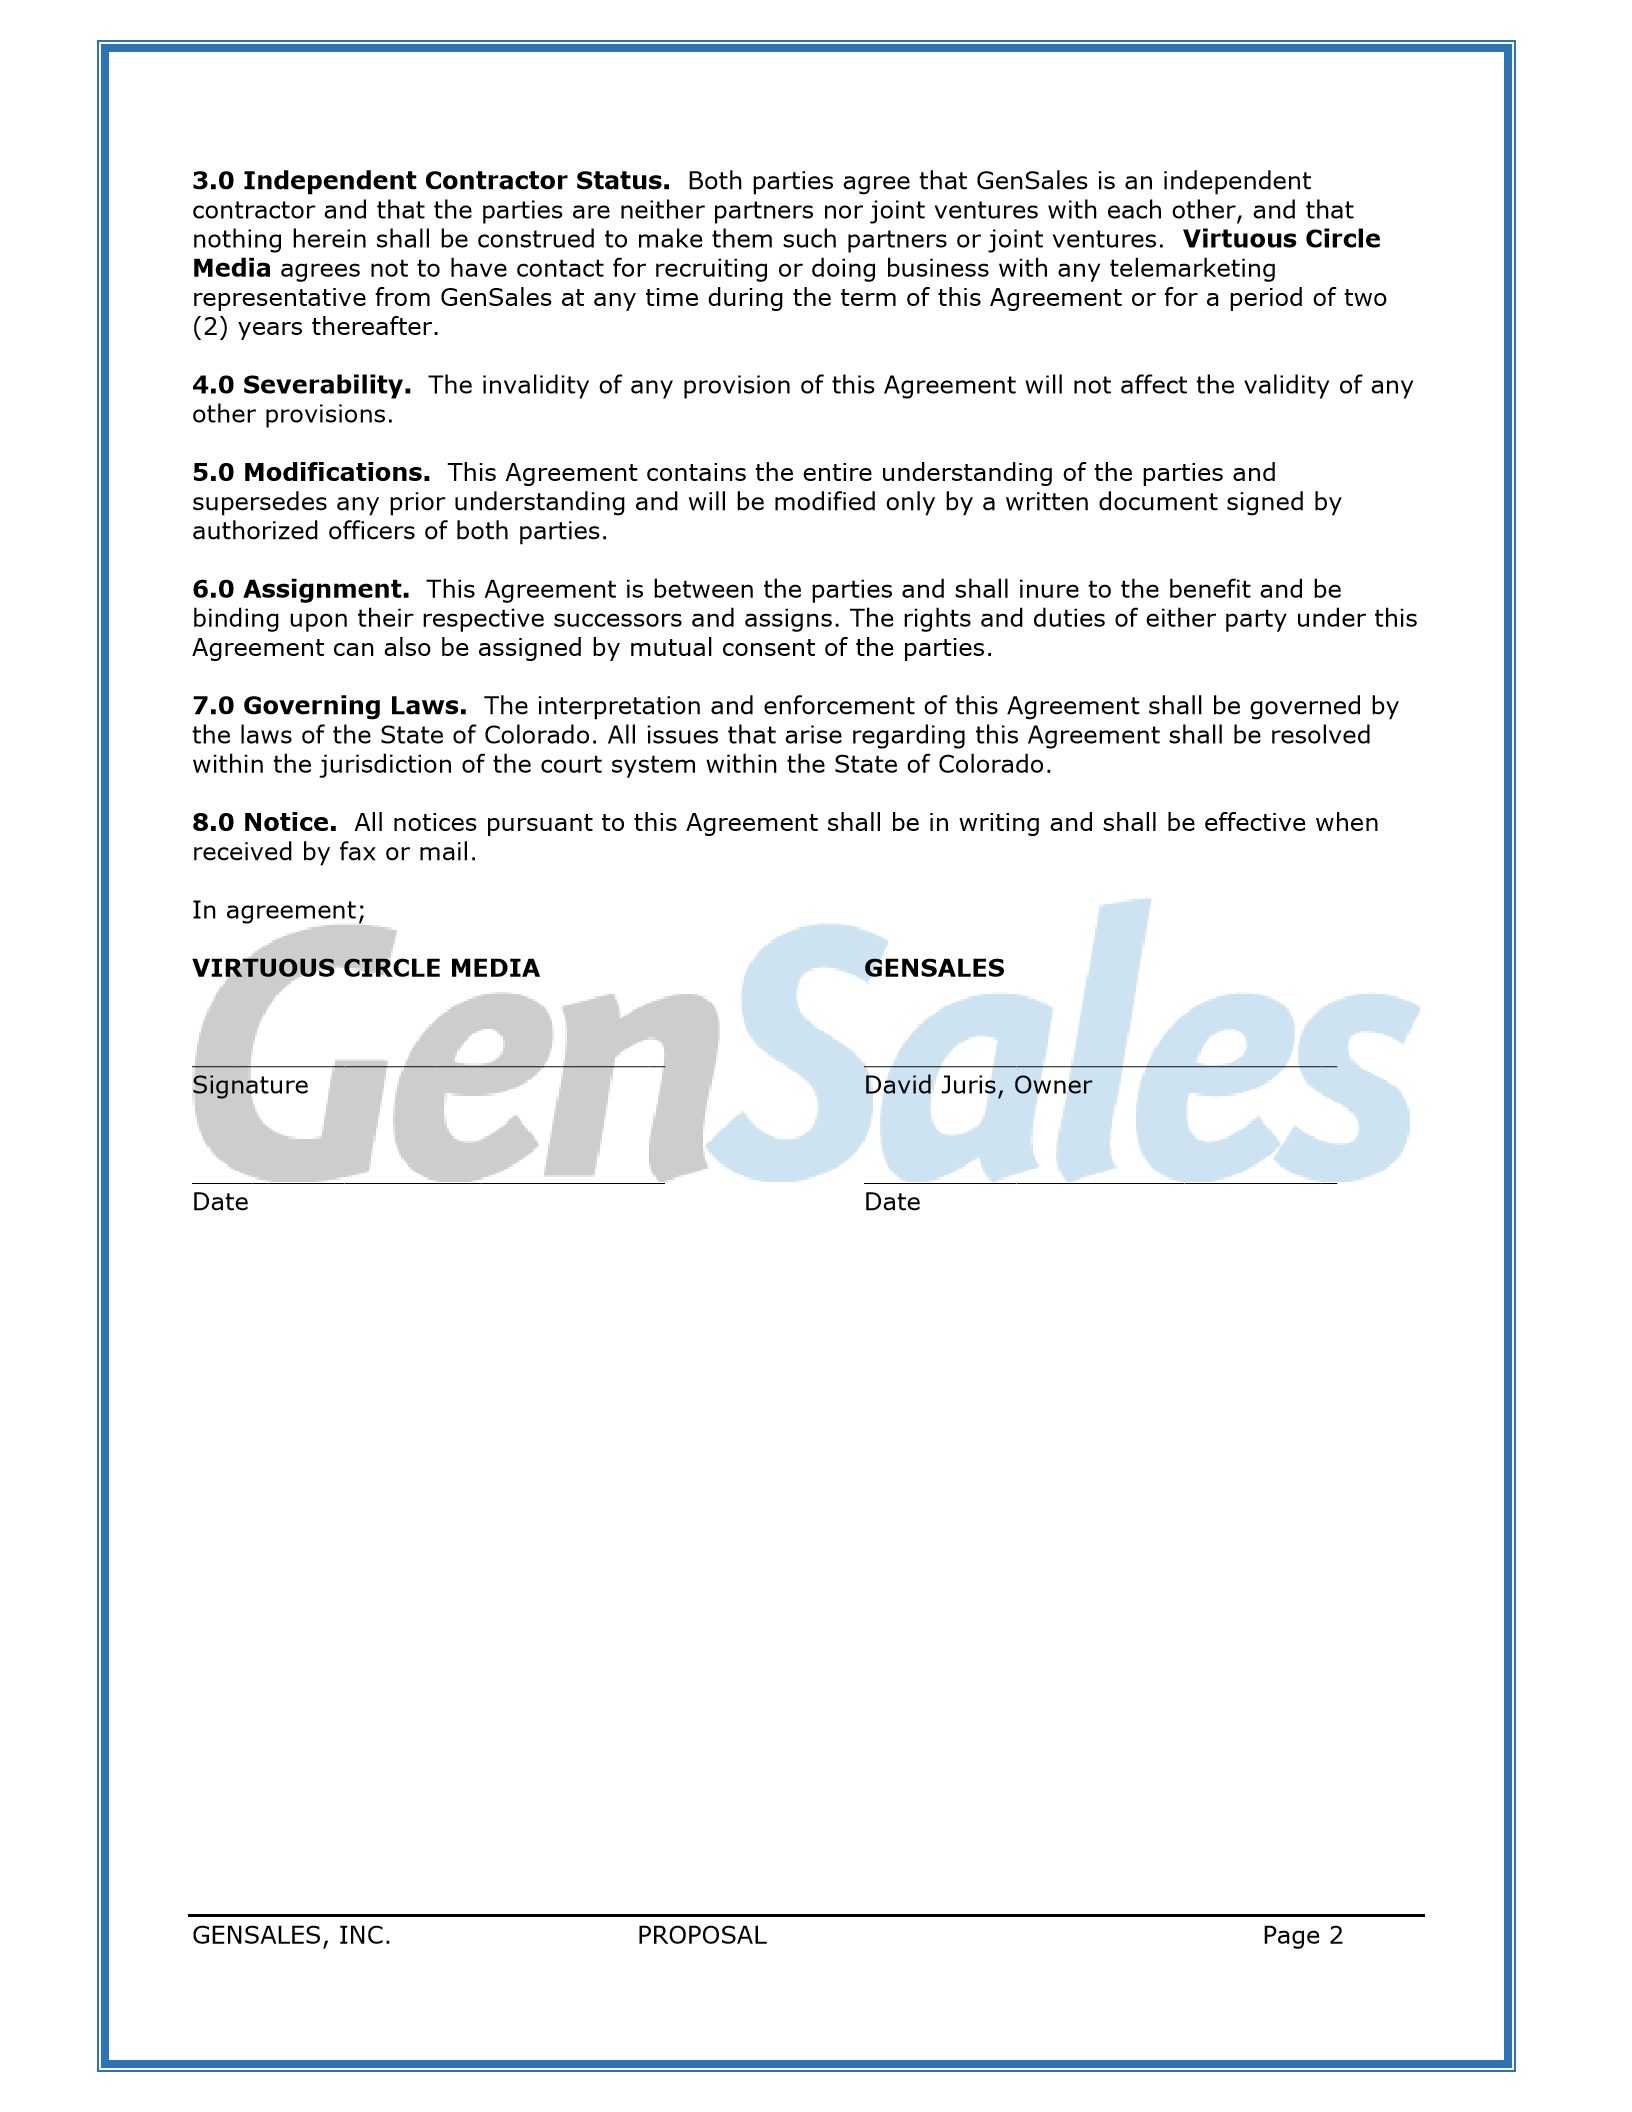 3.0 Independent Contractor Status.  Both parties agree that GenSales is an independent
contractor and that the parties are neither partners nor joint ventures with each other, and that
nothing herein shall be construed to make them such partners or joint ventures.  Virtuous Circle
Media agrees not to have contact for recruiting or doing business with any telemarketing
representative from GenSales at any time during the term of this Agreement or for a period of two
(2) years thereafter.
4.0 Severability.  The invalidity of any provision of this Agreement will not affect the validity of any
other provisions.
5.0 Modifications.  This Agreement contains the entire understanding of the parties and
supersedes any prior understanding and will be modified only by a written document signed by
authorized officers of both parties.
6.0 Assignment.  This Agreement is between the parties and shall inure to the benefit and be
binding upon their respective successors and assigns. The rights and duties of either party under this
Agreement can also be assigned by mutual consent of the parties.
7.0 Governing Laws.  The interpretation and enforcement of this Agreement shall be governed by
the laws of the State of Colorado. All issues that arise regarding this Agreement shall be resolved
within the jurisdiction of the court system within the State of Colorado.
8.0 Notice.  All notices pursuant to this Agreement shall be in writing and shall be effective when
received by fax or mail.
In agreement;
GenSales
VIRTUOUS CIRCLE MEDIA GENSALES
Signature David Juris, Owner
Date Date
GENSALES, INC. PROPOSAL Page 2